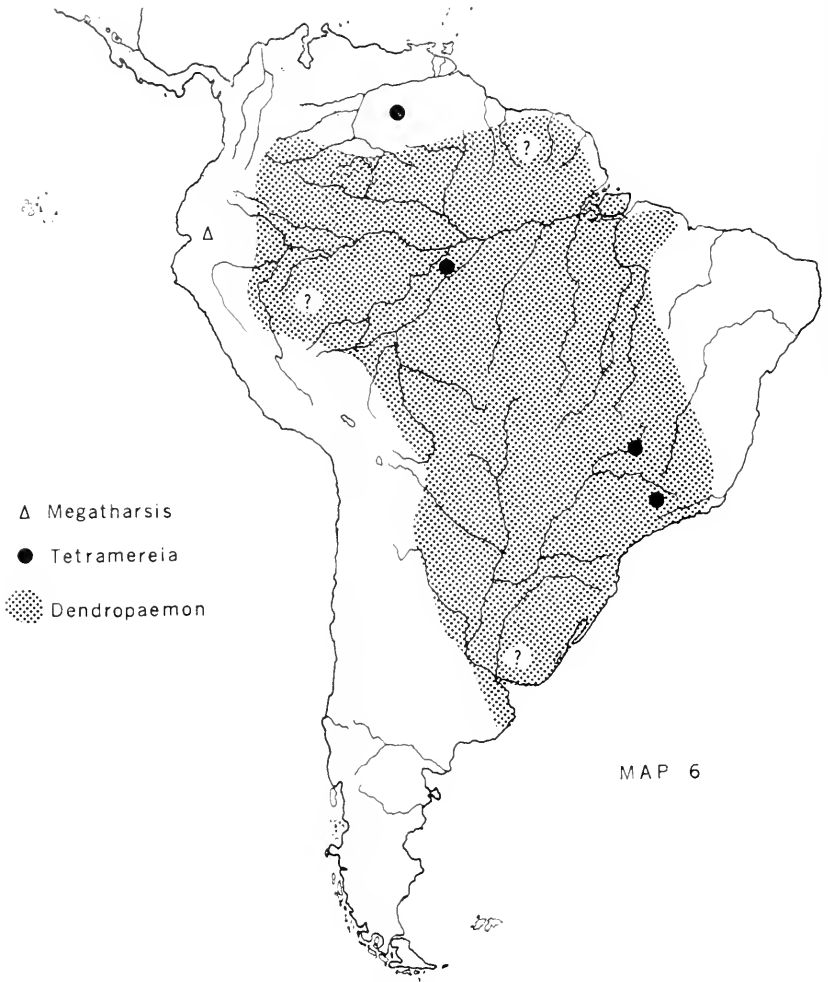 ?
?
△ Megatharsis
● Tetramereia
Dendropaemon
?
MAP 6